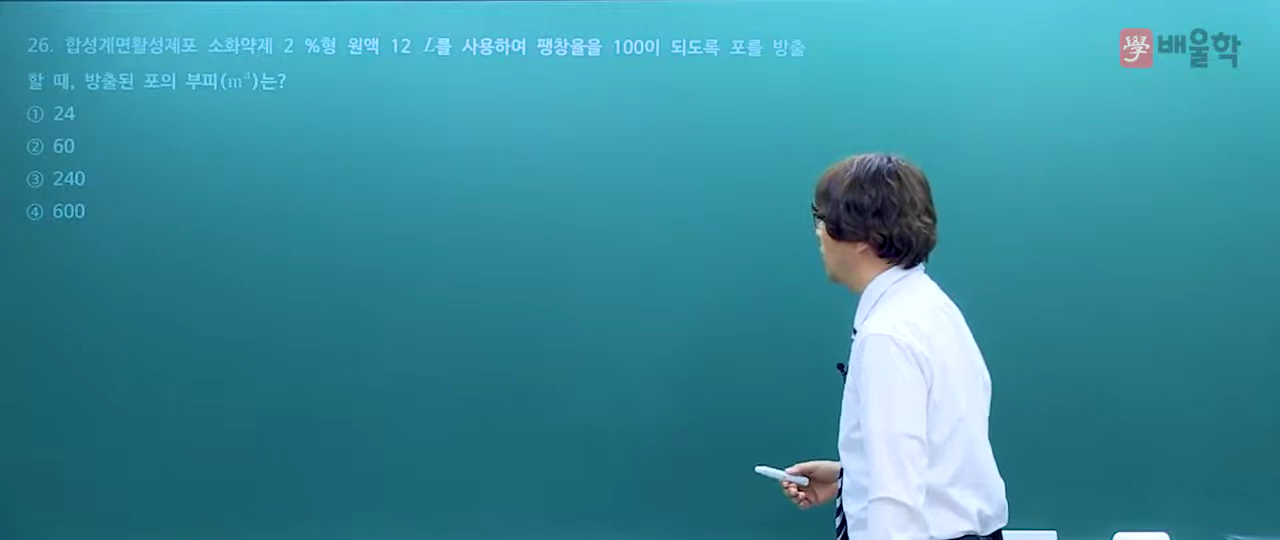 26. 합성계면활성제포 소화약제 2 %형 원액 12 L를 사용하여 팽창율을 100이 되도록 포를 방출
할 때, 방출된 포의 부피(m³)는?
① 24
② 60
③ 240
④ 600
學 배울학